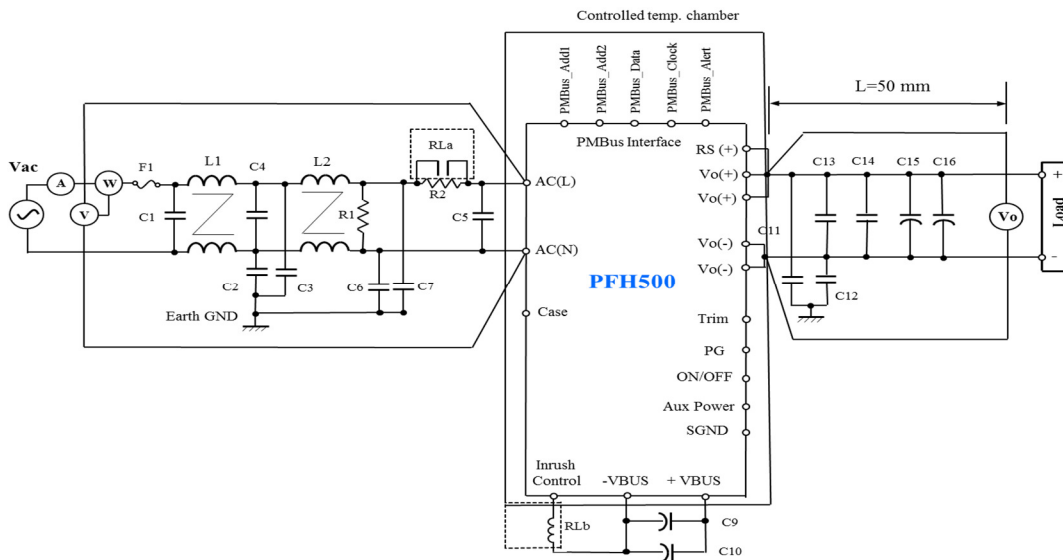 Controlled temp. chamber
PMBus_Add1
PMBus_Add2
PMBus_Data
PMBus_Clock
PMBus_Alert
L=50 mm
PMBus Interface
Vac
A
W
V
F1
L1
C4
L2
RLa
R2
R1
C1
C5
C2
C3
C6
C7
Earth GND
AC(L)
AC(N)
Case
PFH500
RS (+)
Vo(+)
Vo(+)
Vo(-)
Vo(-)
Trim
PG
ON/OFF
Aux Power
SGND
C13
C14
C15
C16
C11
C12
Vo
+
Load
-
Inrush
Control
-VBUS
+ VBUS
RLb
C9
C10